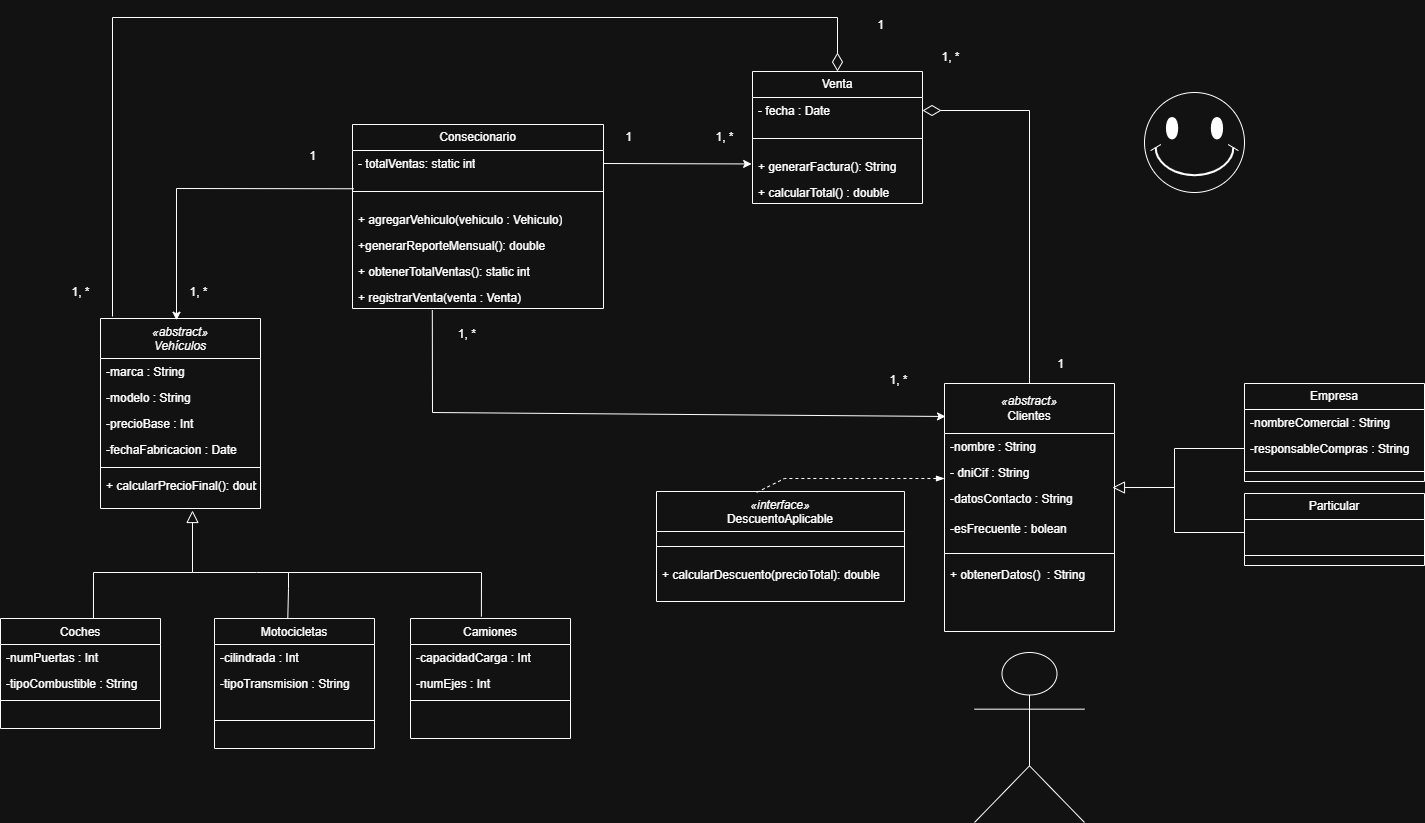 1
1, *
Venta
- fecha : Date
+ generarFactura(): String
+ calcularTotal() : double
1
1, *
Consecionario
- totalVentas: static int
+ agregarVehiculo(vehiculo : Vehiculo)
+generarReporteMensual(): double
+ obtenerTotalVentas(): static int
+ registrarVenta(venta : Venta)
1
1, *
1, *
1, *
1, *
1
«abstract»
Vehículos
-marca : String
-modelo : String
-precioBase : Int
-fechaFabricacion : Date
+ calcularPrecioFinal(): dout
«abstract»
Clientes
-nombre : String
- dniCif : String
-datosContacto : String
-esFrecuente : bolean
+ obtenerDatos() : String
Empresa
-nombreComercial : String
-responsableCompras : String
Particular
«interface»
DescuentoAplicable
+ calcularDescuento(precioTotal): double
Coches
-numPuertas : Int
-tipoCombustible : String
Motocicletas
-cilindrada : Int
-tipoTransmision : String
Camiones
-capacidadCarga : Int
-numEjes : Int